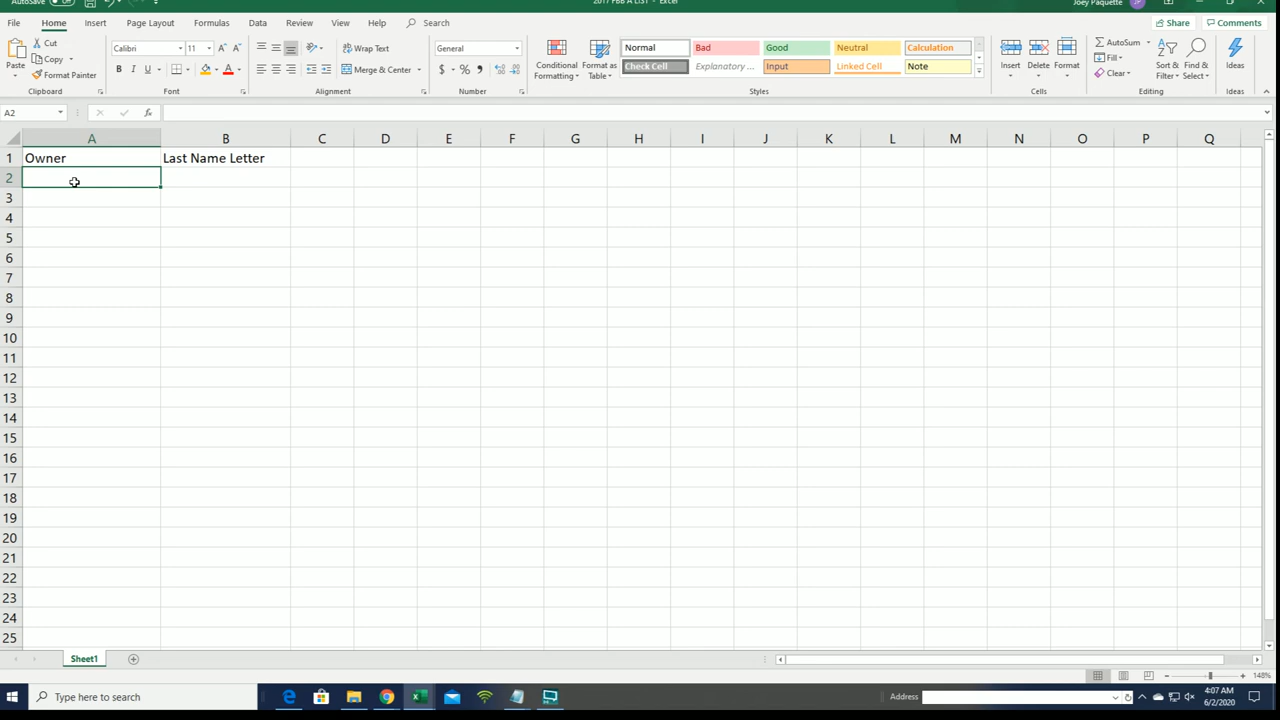 AutoSave
2017 FBB A LIST - Excel
Joey Paquette
File Home Insert Page Layout Formulas Data Review View Help Search Share Comments
Paste
Cut
Copy
Format Painter
Clipboard
Calibri 11
B I U
Font
Wrap Text
Merge & Center
Alignment
General
$ % ,
Number
Conditional Formatting
Format as Table
Normal Bad Good Neutral Calculation
Check Cell Explanatory ... Input Linked Cell Note
Styles
Insert Delete Format
Cells
AutoSum
Fill
Clear
Sort & Filter
Find & Select
Editing
Ideas
Ideas
A2 fx
A B C D E F G H I J K L M N O P Q
1 Owner Last Name Letter
2
3
4
5
6
7
8
9
10
11
12
13
14
15
16
17
18
19
20
21
22
23
24
25
Sheet1
148%
Type here to search
Address
4:07 AM
6/2/2020